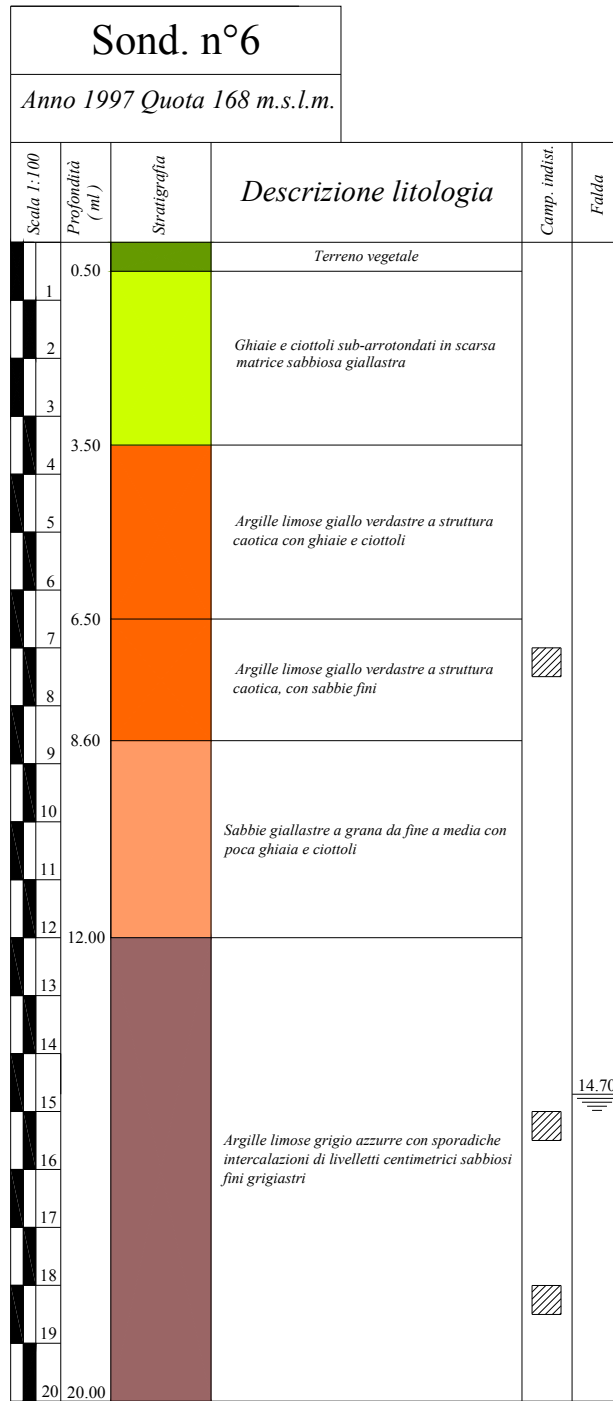 Sond. n°6
Anno 1997 Quota 168 m.s.l.m.
Scala 1:100
Profondità
(ml)
Stratigrafia
Descrizione litologia
Camp. indist.
Falda
Terreno vegetale
0.50
1
Ghiaie e ciottoli sub-arrotondati in scarsa
matrice sabbiosa giallastra
2
3
3.50
4
Argille limose giallo verdastre a struttura
caotica con ghiaie e ciottoli
5
6
6.50
7
Argille limose giallo verdastre a struttura
caotica, con sabbie fini
8
8.60
9
10
Sabbie giallastre a grana da fine a media con
poca ghiaia e ciottoli
11
12
12.00
13
14
14.70
15
Argille limose grigio azzurre con sporadiche
intercalazioni di livelletti centimetrici sabbiosi
fini grigiastri
16
17
18
19
20 20.00